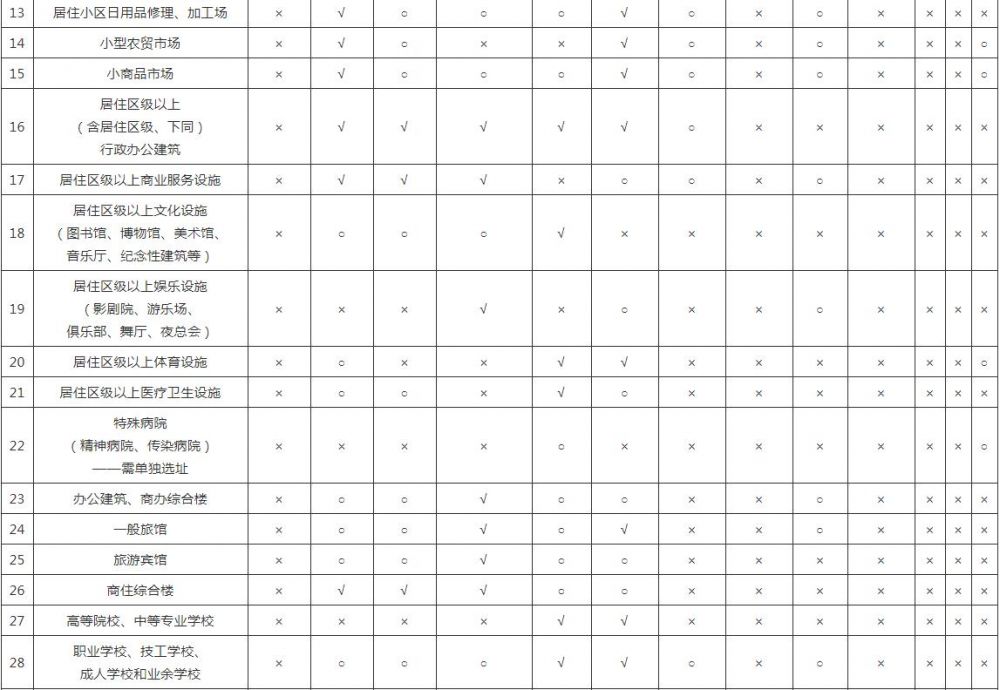 13 居住小区日用品修理、加工场 × √ ○ ○ ○ √ ○ × ○ × × × ×
14 小型农贸市场 × √ ○ × × √ ○ × ○ × × × ○
15 小商品市场 × √ ○ ○ ○ √ ○ × ○ × × × ○
居住区级以上
16 （含居住区级、下同） × √ √ √ √ √ ○ × × × × × ×
行政办公建筑
17 居住区级以上商业服务设施 × √ √ √ × ○ ○ × ○ × × × ×
居住区级以上文化设施
18 （图书馆、博物馆、美术馆、 × ○ ○ ○ √ × × × × × × × ×
音乐厅、纪念性建筑等）
居住区级以上娱乐设施
19 （影剧院、游乐场、 × × × √ × ○ × × ○ × × × ×
俱乐部、舞厅、夜总会）
20 居住区级以上体育设施 × ○ × × √ √ × × × × × × ○
21 居住区级以上医疗卫生设施 × ○ ○ × √ ○ × × × × × × ×
特殊病院
22 （精神病院、传染病院） × × × × ○ × × × × × × × ○
——需单独选址
23 办公建筑、商办综合楼 × ○ ○ √ ○ ○ × × ○ × × × ×
24 一般旅馆 × ○ ○ √ ○ √ × × ○ × × × ×
25 旅游宾馆 × ○ ○ √ ○ ○ × × × × × × ×
26 商住综合楼 × √ √ √ ○ ○ × × × × × × ×
27 高等院校、中等专业学校 × × × × √ √ × × × × × × ×
职业学校、技工学校、
28 × ○ ○ ○ √ √ ○ × ○ × × × ×
成人学校和业余学校